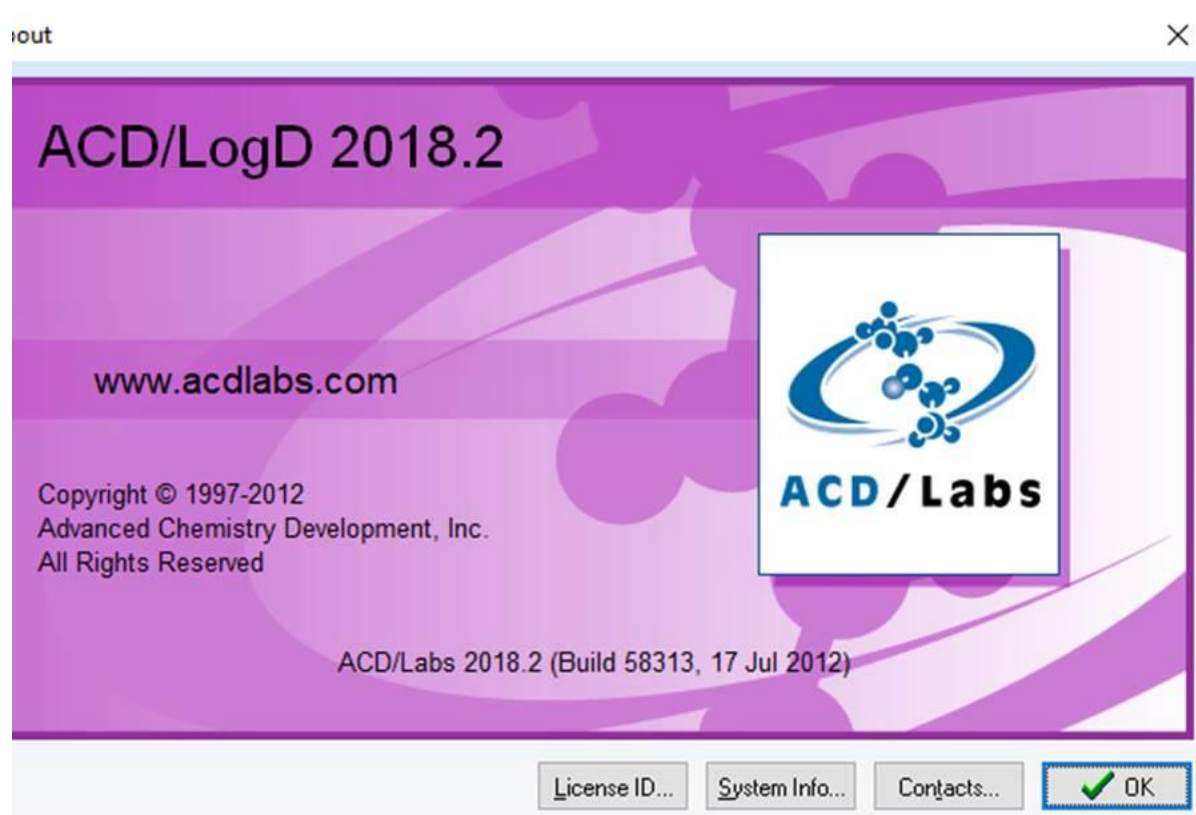 out
ACD/LogD 2018.2
www.acdlabs.com
ACD/Labs
Copyright © 1997-2012
Advanced Chemistry Development, Inc.
All Rights Reserved
ACD/Labs 2018.2 (Build 58313, 17 Jul 2012)
License ID...
System Info...
Contacts...
OK